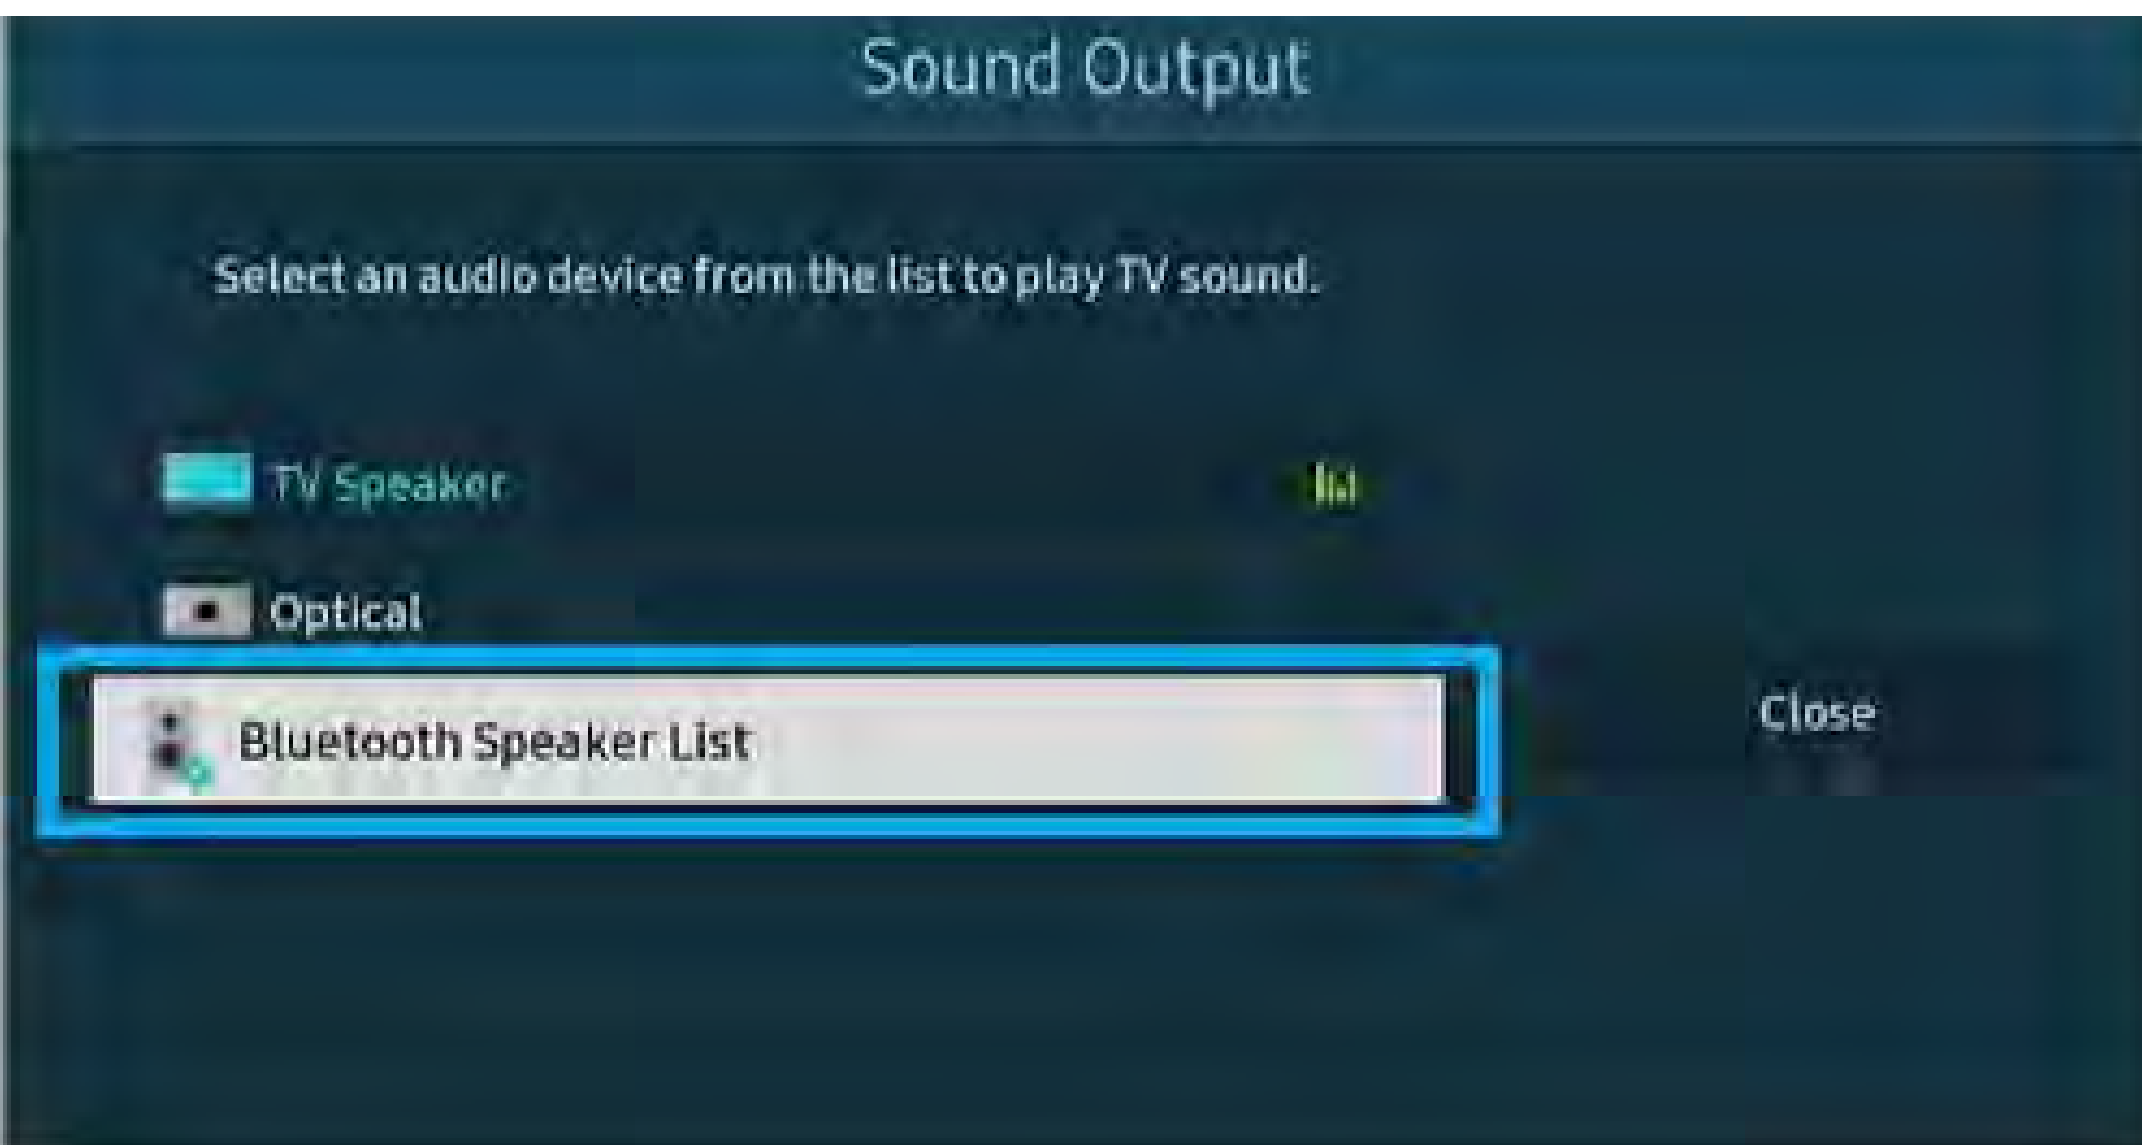 Sound Output
Select an audio device from the list to play TV sound.
TV Speaker
Optical
Bluetooth Speaker List
Close